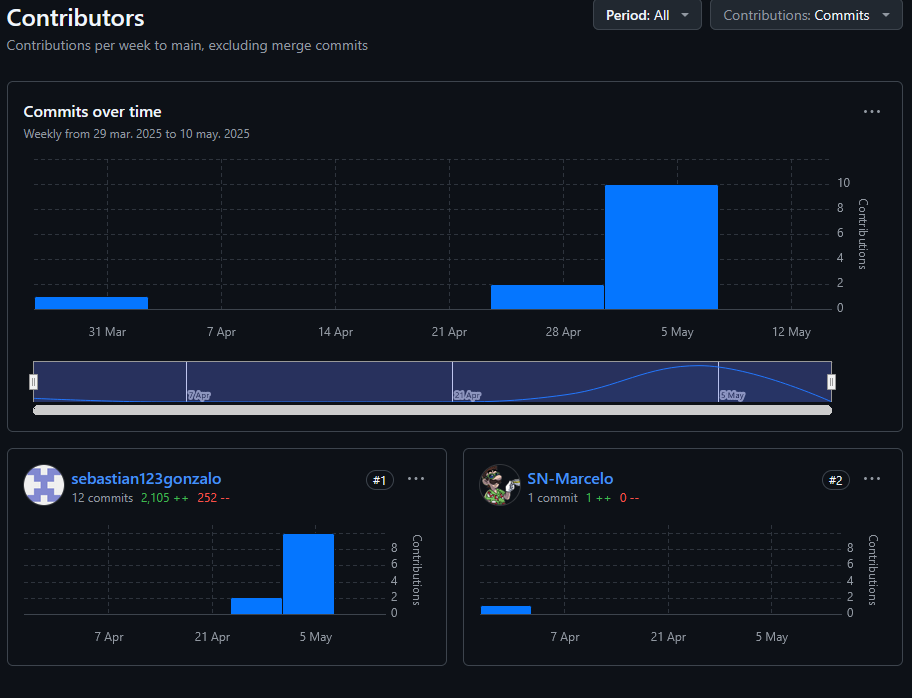 Contributors
Period: All
Contributions: Commits
Contributions per week to main, excluding merge commits
Commits over time
Weekly from 29 mar. 2025 to 10 may. 2025
10
8
6
4
2
0
Contributions
31 Mar 7 Apr 14 Apr 21 Apr 28 Apr 5 May 12 May
7 Apr 21 Apr 5 May
sebastian123gonzalo
#1
12 commits 2,105 ++ 252 --
8
6
4
2
0
Contributions
7 Apr 21 Apr 5 May
SN-Marcelo
#2
1 commit 1 ++ 0 --
8
6
4
2
0
Contributions
7 Apr 21 Apr 5 May